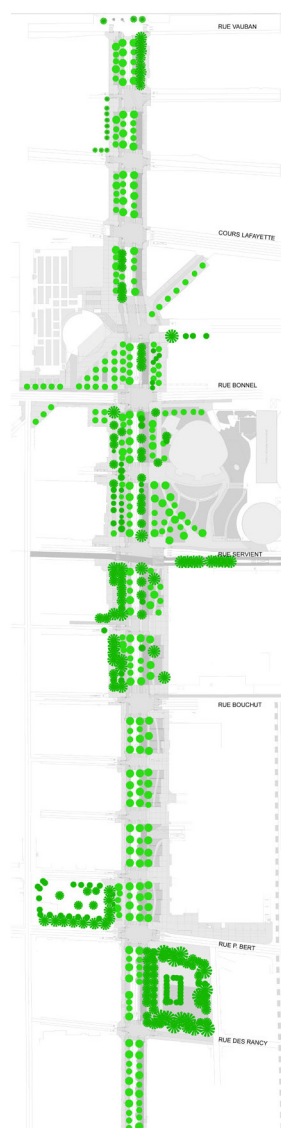 RUE VAUBAN
COURS LAFAYETTE
RUE BONNEL
RUE SERVIENT
RUE BOUCHUT
RUE P. BERT
RUE DES RANCY